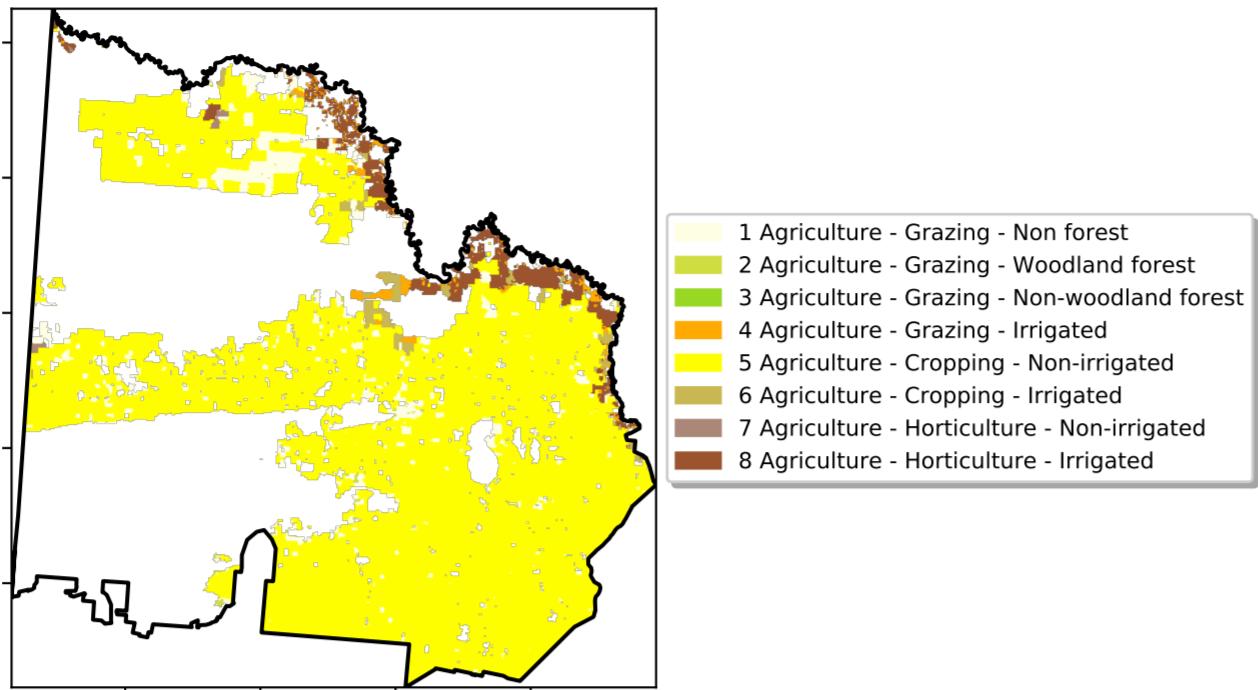 1 Agriculture - Grazing - Non forest
2 Agriculture - Grazing - Woodland forest
3 Agriculture - Grazing - Non-woodland forest
4 Agriculture - Grazing - Irrigated
5 Agriculture - Cropping - Non-irrigated
6 Agriculture - Cropping - Irrigated
7 Agriculture - Horticulture - Non-irrigated
8 Agriculture - Horticulture - Irrigated